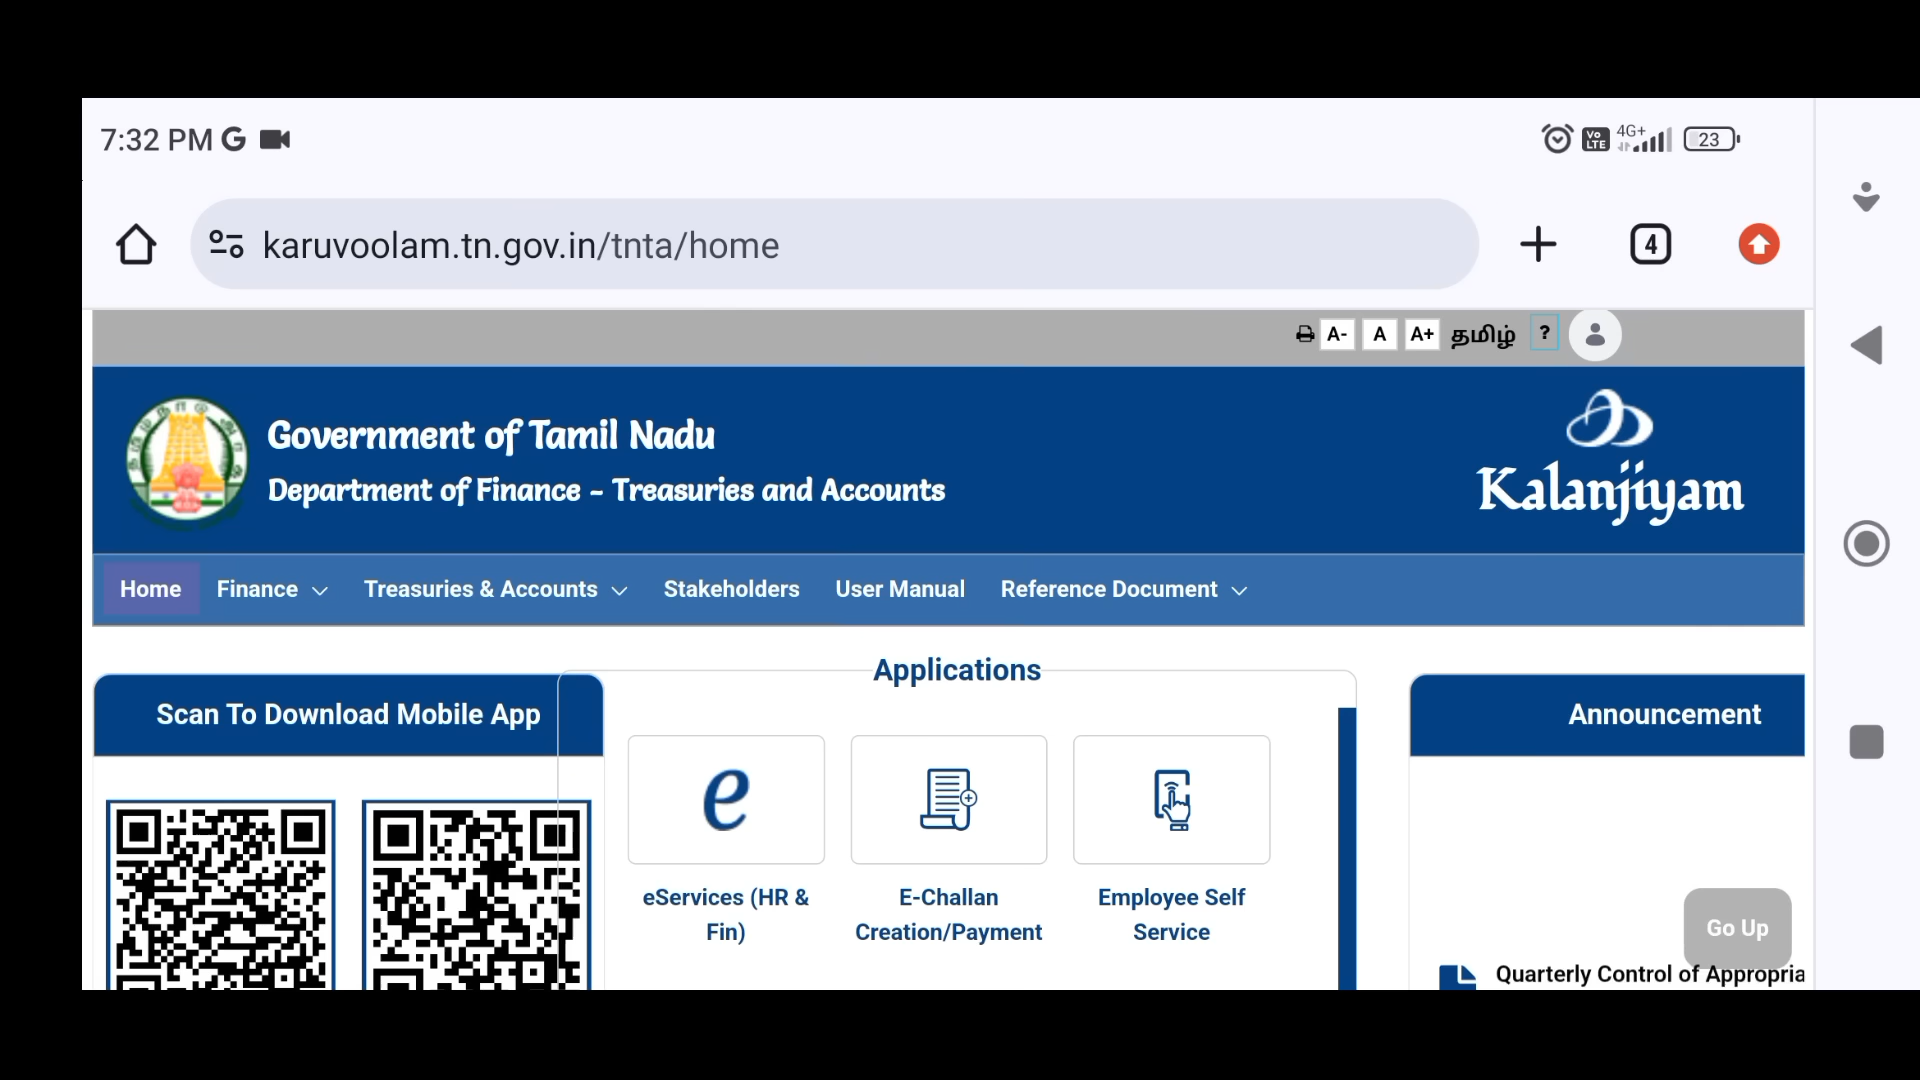 7:32 PM G
Vo LTE 4G+ 23
karuvoolam.tn.gov.in/tnta/home
4
A- A A+ தமிழ் ?
Government of Tamil Nadu
Department of Finance - Treasuries and Accounts
Kalanjiyam
Home Finance Treasuries & Accounts Stakeholders User Manual Reference Document
Applications
Scan To Download Mobile App
Announcement
e
eServices (HR &
Fin)
E-Challan
Creation/Payment
Employee Self
Service
Go Up
Quarterly Control of Appropria